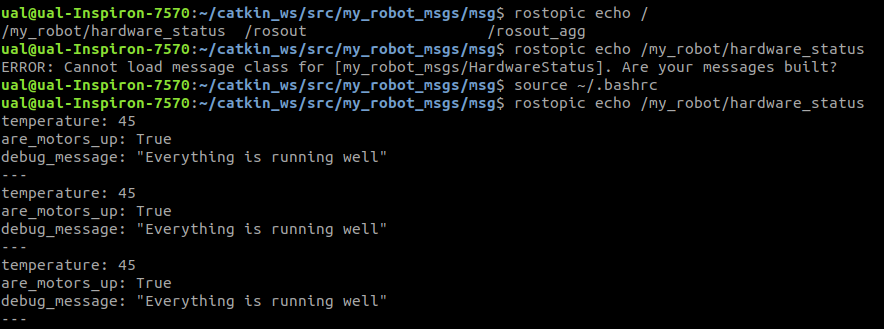 ual@ual-Inspiron-7570:~/catkin_ws/src/my_robot_msgs/msg$ rostopic echo /
/my_robot/hardware_status  /rosout                    /rosout_agg
ual@ual-Inspiron-7570:~/catkin_ws/src/my_robot_msgs/msg$ rostopic echo /my_robot/hardware_status
ERROR: Cannot load message class for [my_robot_msgs/HardwareStatus]. Are your messages built?
ual@ual-Inspiron-7570:~/catkin_ws/src/my_robot_msgs/msg$ source ~/.bashrc
ual@ual-Inspiron-7570:~/catkin_ws/src/my_robot_msgs/msg$ rostopic echo /my_robot/hardware_status
temperature: 45
are_motors_up: True
debug_message: "Everything is running well"
---
temperature: 45
are_motors_up: True
debug_message: "Everything is running well"
---
temperature: 45
are_motors_up: True
debug_message: "Everything is running well"
---